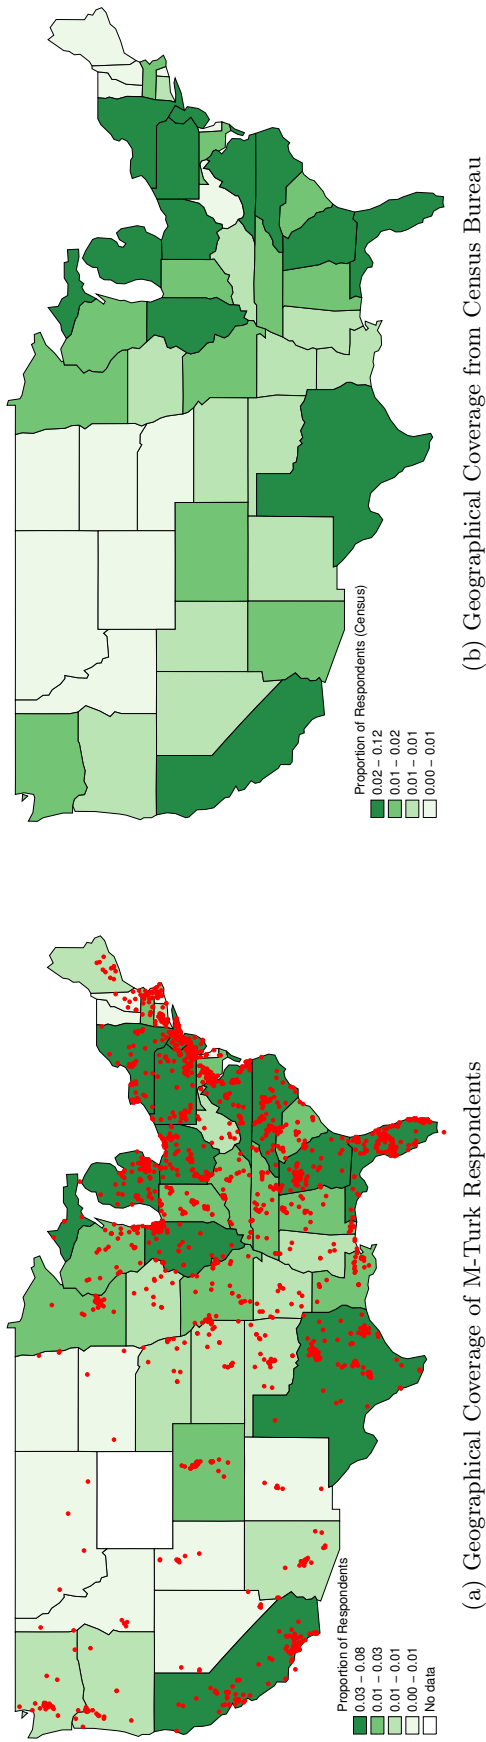 Proportion of Respondents
0.03 – 0.08
0.01 – 0.03
0.01 – 0.01
0.00 – 0.01
No data
(a) Geographical Coverage of M-Turk Respondents
Proportion of Respondents (Census)
0.02 – 0.12
0.01 – 0.02
0.01 – 0.01
0.00 – 0.01
(b) Geographical Coverage from Census Bureau